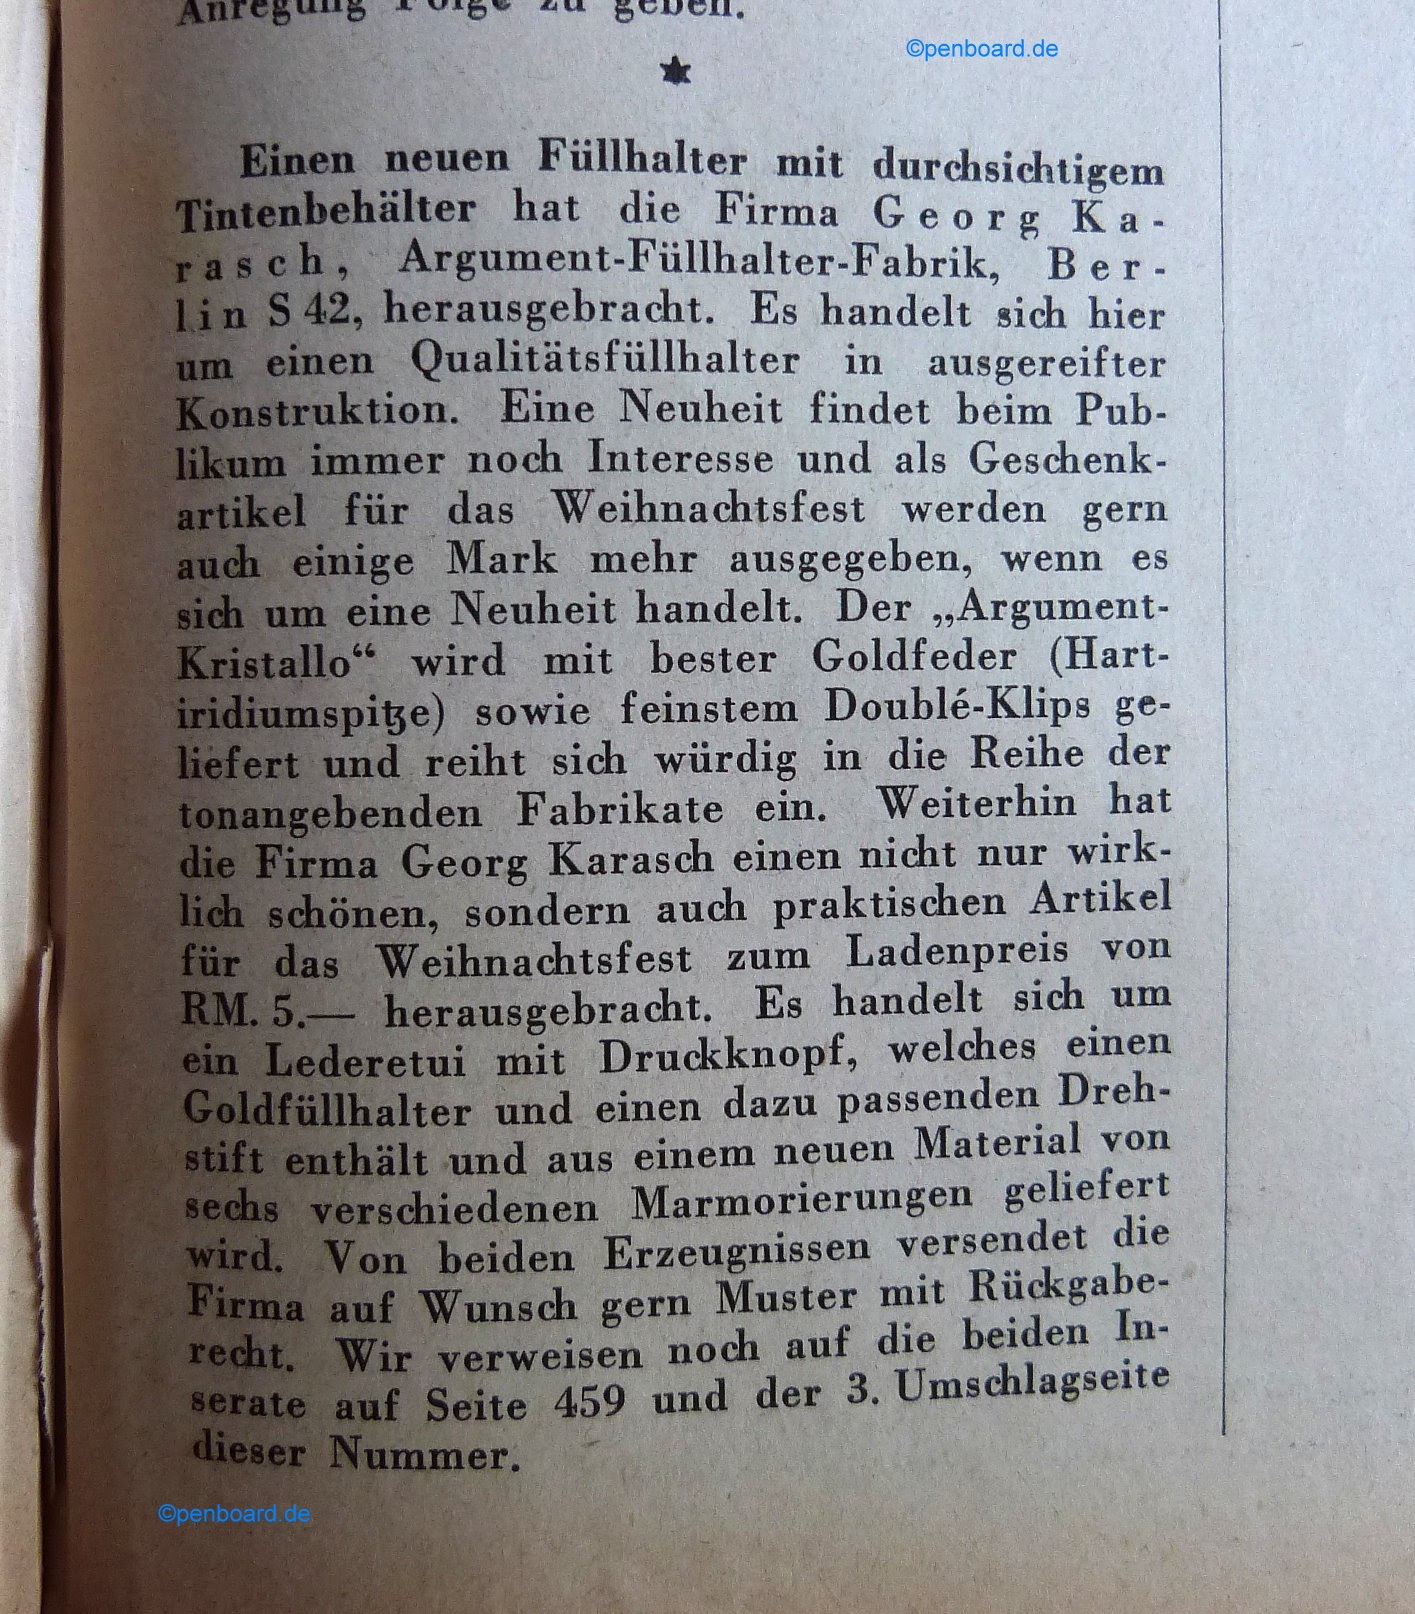 Anregung Folge zu geben.
©penboard.de
Einen neuen Füllhalter mit durchsichtigem
Tintenbehälter hat die Firma Georg Ka-
rasch, Argument-Füllhalter-Fabrik, Ber-
lin S 42, herausgebracht. Es handelt sich hier
um einen Qualitätsfüllhalter in ausgereifter
Konstruktion. Eine Neuheit findet beim Pub-
likum immer noch Interesse und als Geschenk-
artikel für das Weihnachtsfest werden gern
auch einige Mark mehr ausgegeben, wenn es
sich um eine Neuheit handelt. Der „Argument-
Kristallo“ wird mit bester Goldfeder (Hart-
iridiumspitze) sowie feinstem Doublé-Klips ge-
liefert und reiht sich würdig in die Reihe der
tonangebenden Fabrikate ein. Weiterhin hat
die Firma Georg Karasch einen nicht nur wirk-
lich schönen, sondern auch praktischen Artikel
für das Weihnachtsfest zum Ladenpreis von
RM. 5.— herausgebracht. Es handelt sich um
ein Lederetui mit Druckknopf, welches einen
Goldfüllhalter und einen dazu passenden Dreh-
stift enthält und aus einem neuen Material von
sechs verschiedenen Marmorierungen geliefert
wird. Von beiden Erzeugnissen versendet die
Firma auf Wunsch gern Muster mit Rückgabe-
recht. Wir verweisen noch auf die beiden In-
serate auf Seite 459 und der 3. Umschlagseite
dieser Nummer.
©penboard.de